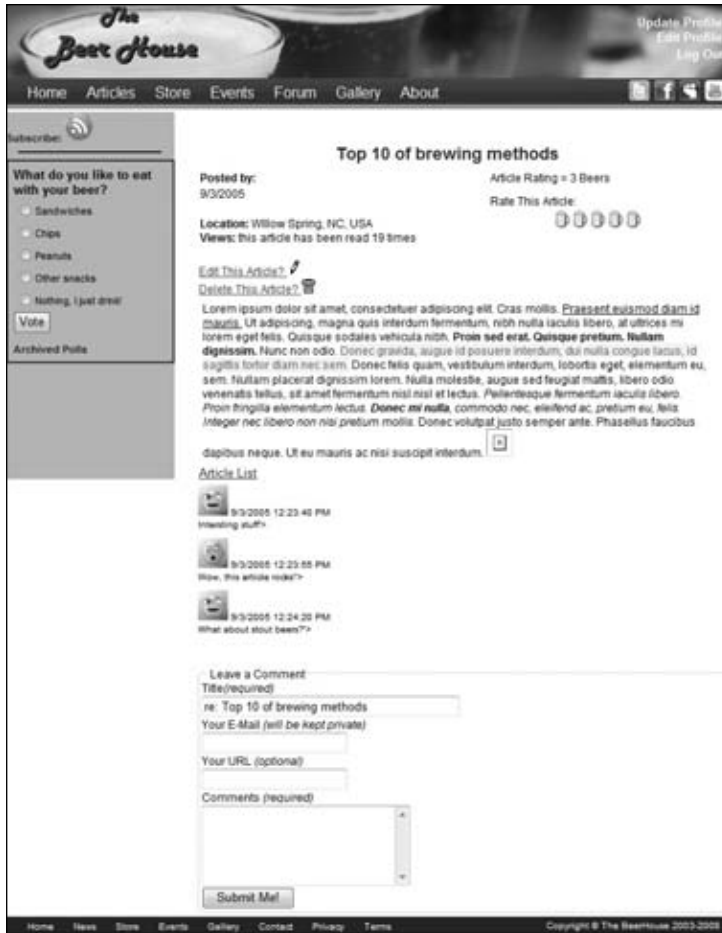 The
Beer House
Update Profile
Edit Profile
Log Out
Home Articles Store Events Forum Gallery About
Subscribe:
What do you like to eat
with your beer?
Sandwiches
Chips
Peanuts
Other snacks
Nothing, I just drink!
Vote
Archived Polls
Top 10 of brewing methods
Posted by:
9/3/2005
Article Rating = 3 Beers
Rate This Article:
Location: Willow Spring, NC, USA
Views: this article has been read 19 times
Edit This Article?
Delete This Article?
Lorem ipsum dolor sit amet, consectetuer adipiscing elit. Cras mollis. Praesent euismod diam id
mauris. Ut adipiscing, magna quis interdum fermentum, nibh nulla iaculis libero, at ultrices mi
lorem eget felis. Quisque sodales vehicula nibh. Proin sed erat. Quisque pretium. Nullam
dignissim. Nunc non odio. Donec gravida, augue id posuere interdum, dui nulla congue lacus, id
sagittis tortor diam nec sem. Donec felis quam, vestibulum interdum, lobortis eget, elementum eu,
sem. Nullam placerat dignissim lorem. Nulla molestie, augue sed feugiat mattis, libero odio
venenatis tellus, sit amet fermentum nisl nisl et lectus. Pellentesque fermentum iaculis libero.
Proin fringilla elementum lectus. Donec mi nulla, commodo nec, eleifend ac, pretium eu, felis.
Integer nec libero non nisi pretium mollis. Donec volutpat justo semper ante. Phasellus faucibus
dapibus neque. Ut eu mauris ac nisi suscipit interdum.
Article List
9/3/2005 12:23:40 PM
Intersting stuff'>
9/3/2005 12:23:55 PM
Wow, this article rocks!'>
9/3/2005 12:24:20 PM
What about stout beers?'>
Leave a Comment
Title(required)
re: Top 10 of brewing methods
Your E-Mail (will be kept private)
Your URL (optional)
Comments (required)
Submit Me!
Home News Store Events Gallery Contact Privacy Terms
Copyright © The BeerHouse 2003-2008